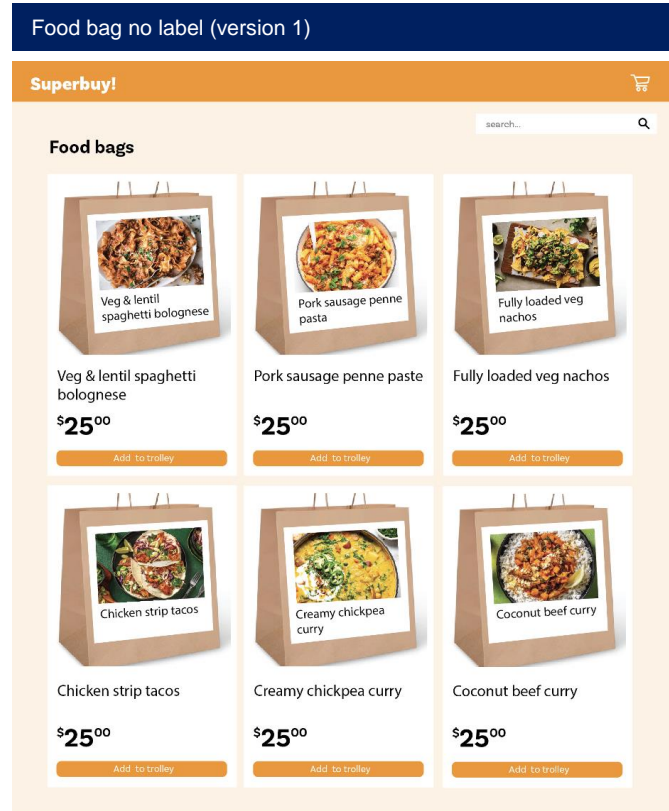 Food bag no label (version 1)
Superbuy!
search...
Food bags
Veg & lentil
spaghetti bolognese
Pork sausage penne
pasta
Fully loaded veg
nachos
Veg & lentil spaghetti
bolognese
Pork sausage penne paste
Fully loaded veg nachos
$2500
$2500
$2500
Add to trolley
Add to trolley
Add to trolley
Chicken strip tacos
Creamy chickpea
curry
Coconut beef curry
Chicken strip tacos
Creamy chickpea curry
Coconut beef curry
$2500
$2500
$2500
Add to trolley
Add to trolley
Add to trolley